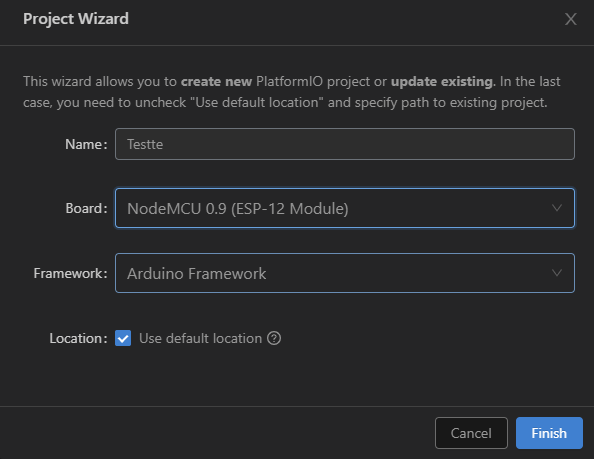 Project Wizard
This wizard allows you to create new PlatformIO project or update existing. In the last
case, you need to uncheck "Use default location" and specify path to existing project.
Name: Testte
Board: NodeMCU 0.9 (ESP-12 Module)
Framework: Arduino Framework
Location: Use default location
Cancel Finish